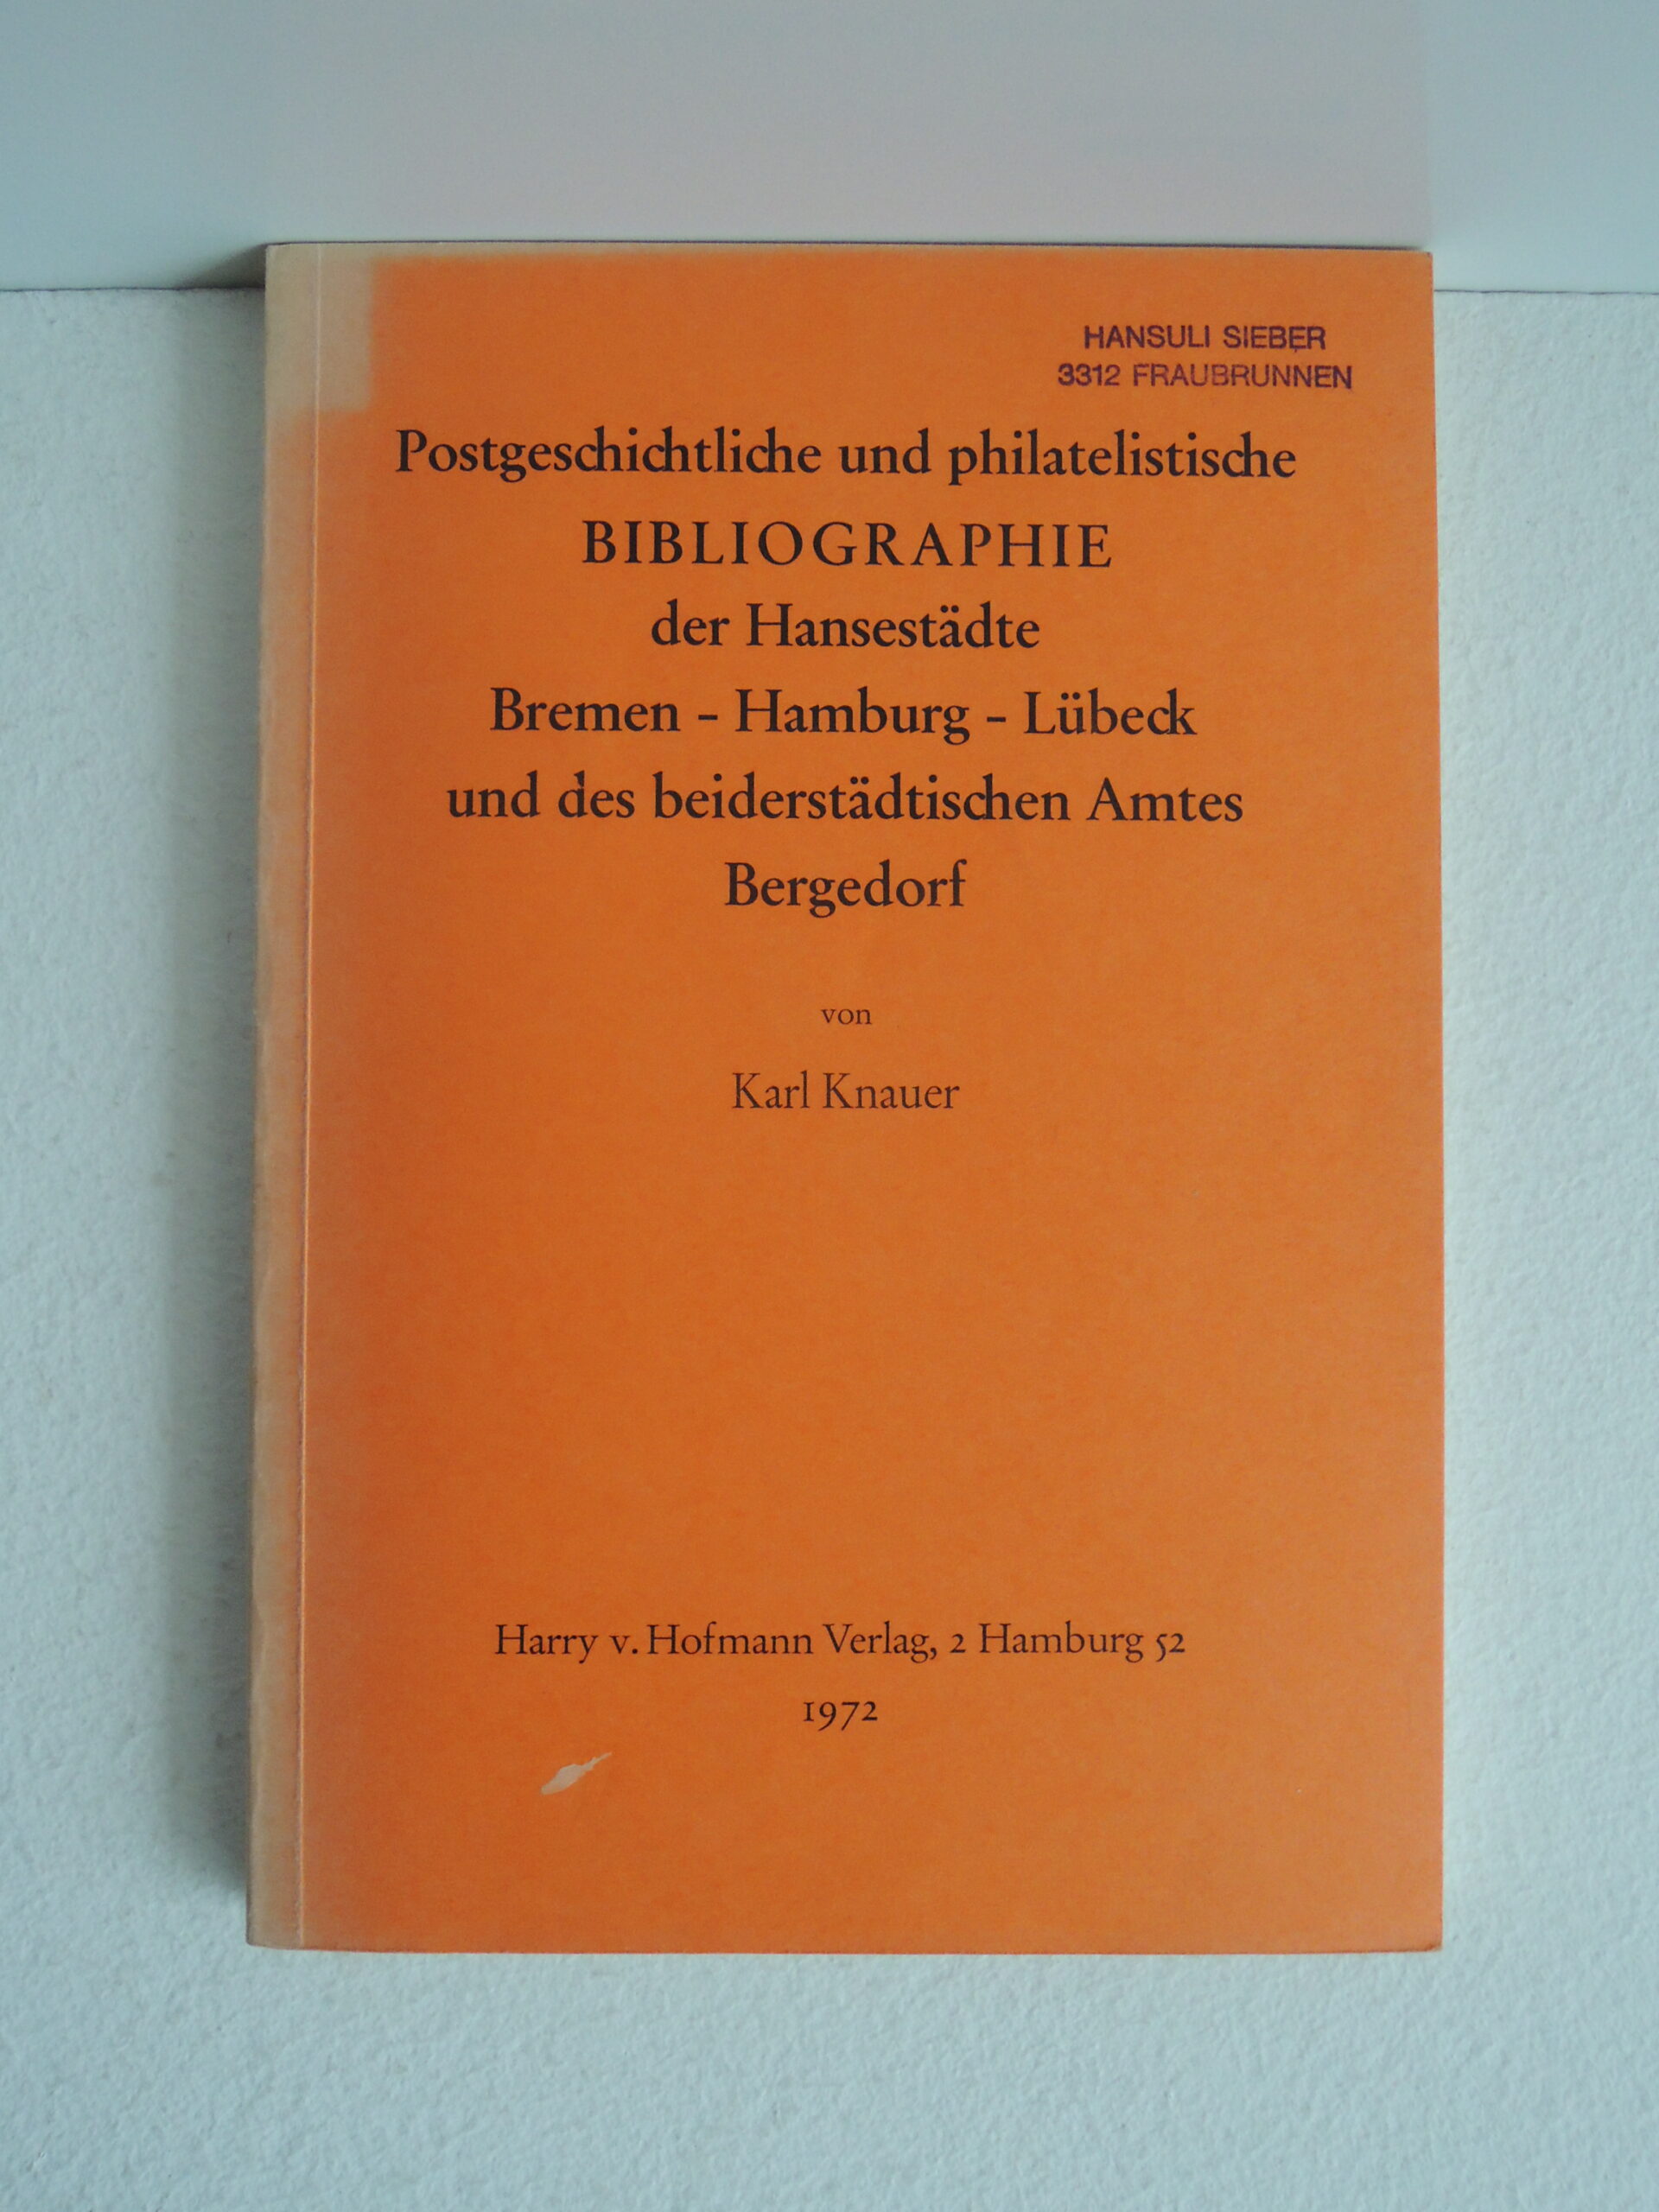 HANSULI SIEBER
3312 FRAUBRUNNEN
Postgeschichtliche und philatelistische
BIBLIOGRAPHIE
der Hansestädte
Bremen – Hamburg – Lübeck
und des beiderstädtischen Amtes
Bergedorf
von
Karl Knauer
Harry v. Hofmann Verlag, 2 Hamburg 52
1972